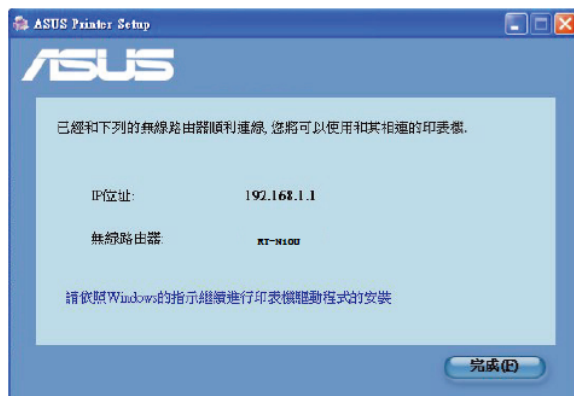 ASUS Printer Setup
ASUS
已經和下列的無線路由器順利連線, 您將可以使用和其相連的印表機.
IP位址: 192.168.1.1
無線路由器: RT-N10U
請依照Windows的指示繼續進行印表機驅動程式的安裝
完成(F)